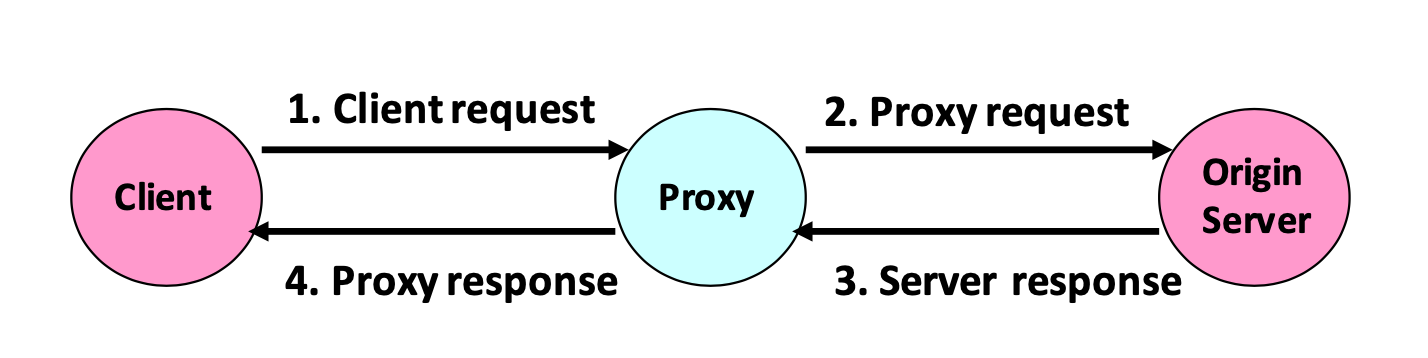 1. Client request
2. Proxy request
Client
Proxy
Origin
Server
4. Proxy response
3. Server response